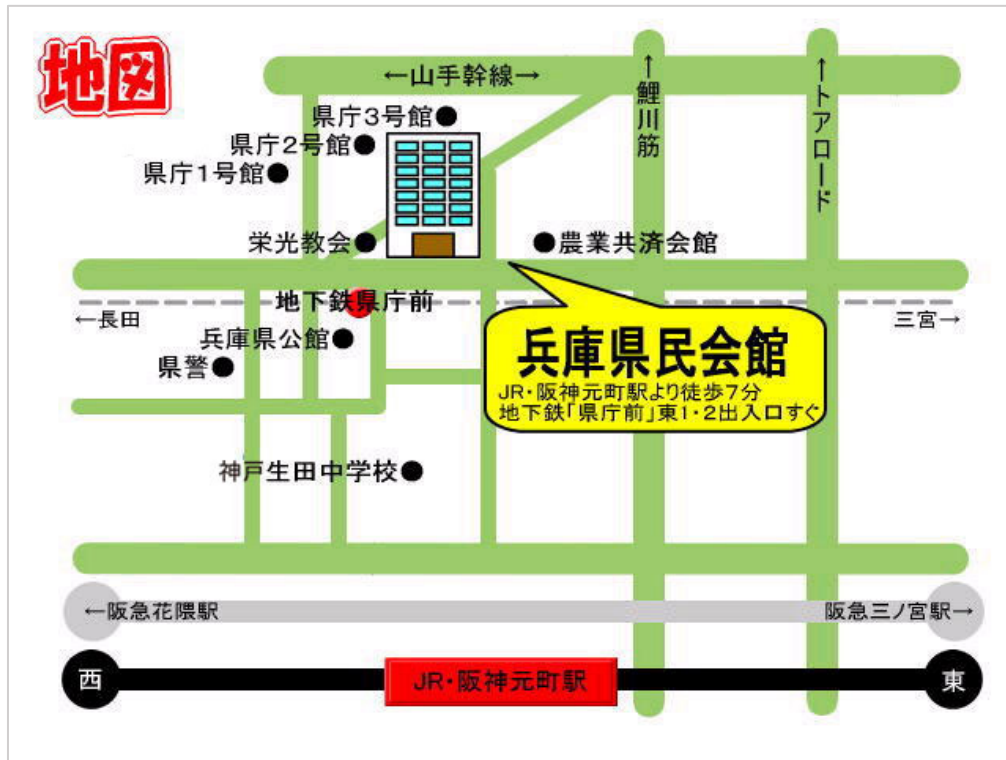 地図
←山手幹線→
↑鯉川筋
↑トアロード
県庁3号館●
県庁2号館●
県庁1号館●
栄光教会●
●農業共済会館
地下鉄県庁前
←長田
三宮→
兵庫県公館●
県警●
兵庫県民会館
JR・阪神元町駅より徒歩7分
地下鉄「県庁前」東1・2出入口すぐ
神戸生田中学校●
←阪急花隈駅
阪急三ノ宮駅→
西
JR・阪神元町駅
東